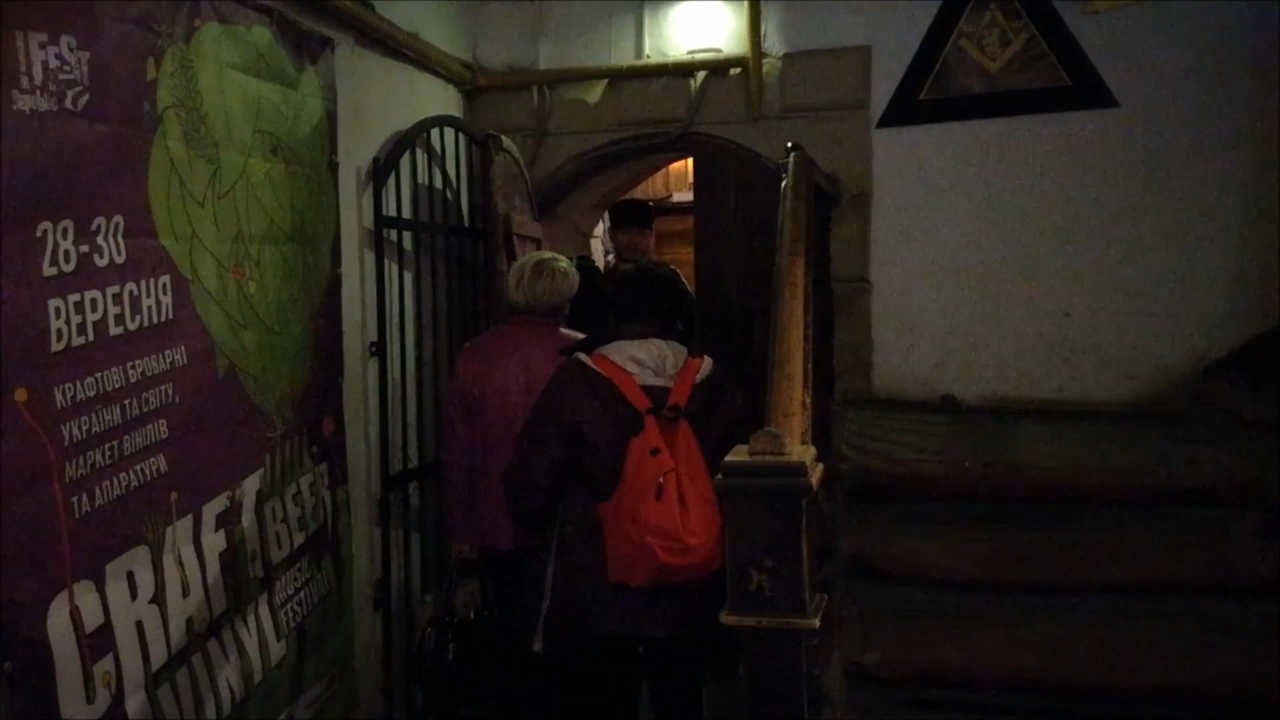 !FEST
Republic
28-30
ВЕРЕСНЯ
КРАФТОВІ БРОВАРНІ
УКРАЇНИ ТА СВІТУ,
МАРКЕТ ВІНІЛІВ
ТА АПАРАТУРИ
CRAFT BEER
VINYL MUSIC
FESTIVAL